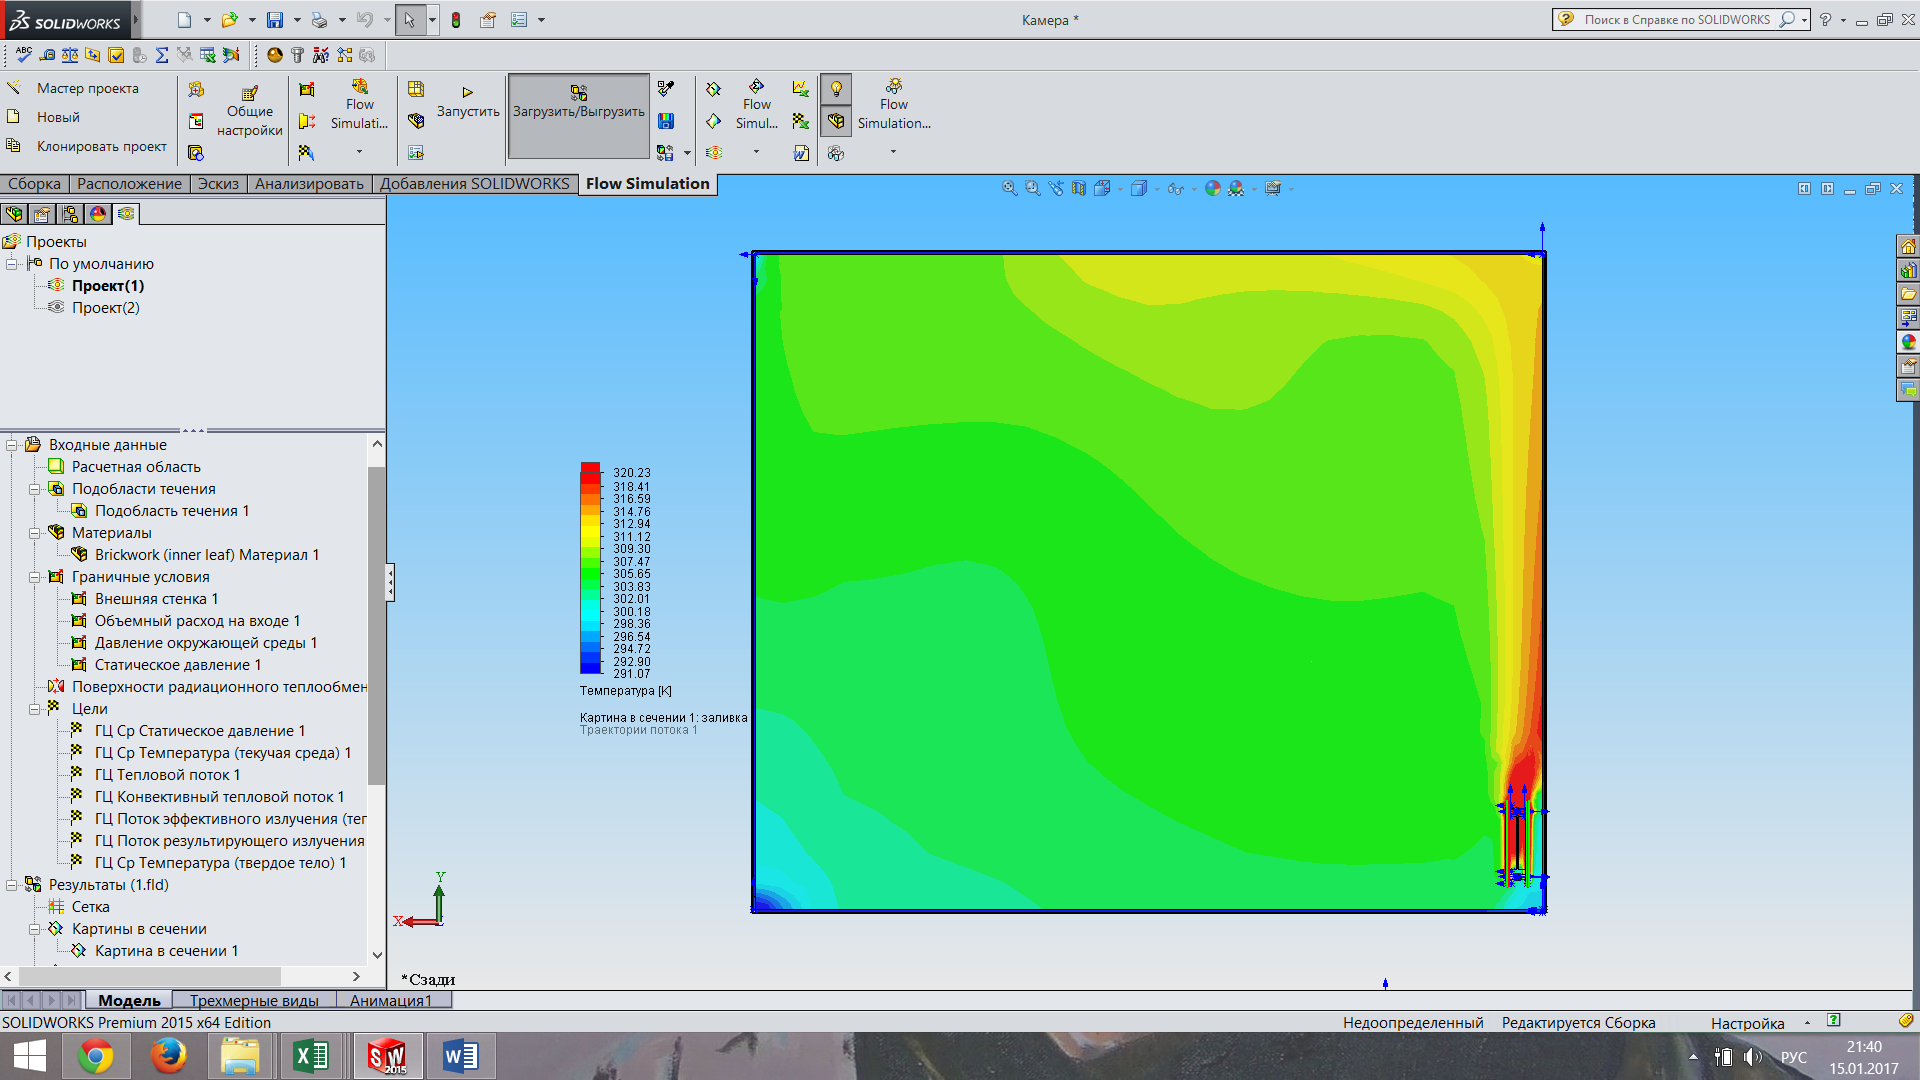 SOLIDWORKS
Камера *
Поиск в Справке по SOLIDWORKS
ABC
Мастер проекта
Новый
Клонировать проект
Общие
настройки
Flow
Simulati...
Запустить
Загрузить/Выгрузить
Flow
Simul...
Flow
Simulation...
Сборка
Расположение
Эскиз
Анализировать
Добавления SOLIDWORKS
Flow Simulation
Проекты
По умолчанию
Проект(1)
Проект(2)
Входные данные
Расчетная область
Подобласти течения
Подобласть течения 1
Материалы
Brickwork (inner leaf) Материал 1
Граничные условия
Внешняя стенка 1
Объемный расход на входе 1
Давление окружающей среды 1
Статическое давление 1
Поверхности радиационного теплообмен
Цели
ГЦ Ср Статическое давление 1
ГЦ Ср Температура (текучая среда) 1
ГЦ Тепловой поток 1
ГЦ Конвективный тепловой поток 1
ГЦ Поток эффективного излучения (теп
ГЦ Поток результирующего излучения
ГЦ Ср Температура (твердое тело) 1
Результаты (1.fld)
Сетка
Картины в сечении
Картина в сечении 1
320.23
318.41
316.59
314.76
312.94
311.12
309.30
307.47
305.65
303.83
302.01
300.18
298.36
296.54
294.72
292.90
291.07
Температура [K]
Картина в сечении 1: заливка
Траектории потока 1
Y
X
*Сзади
Модель
Трехмерные виды
Анимация1
SOLIDWORKS Premium 2015 x64 Edition
Недоопределенный
Редактируется Сборка
Настройка
SW
2015
РУС
21:40
15.01.2017